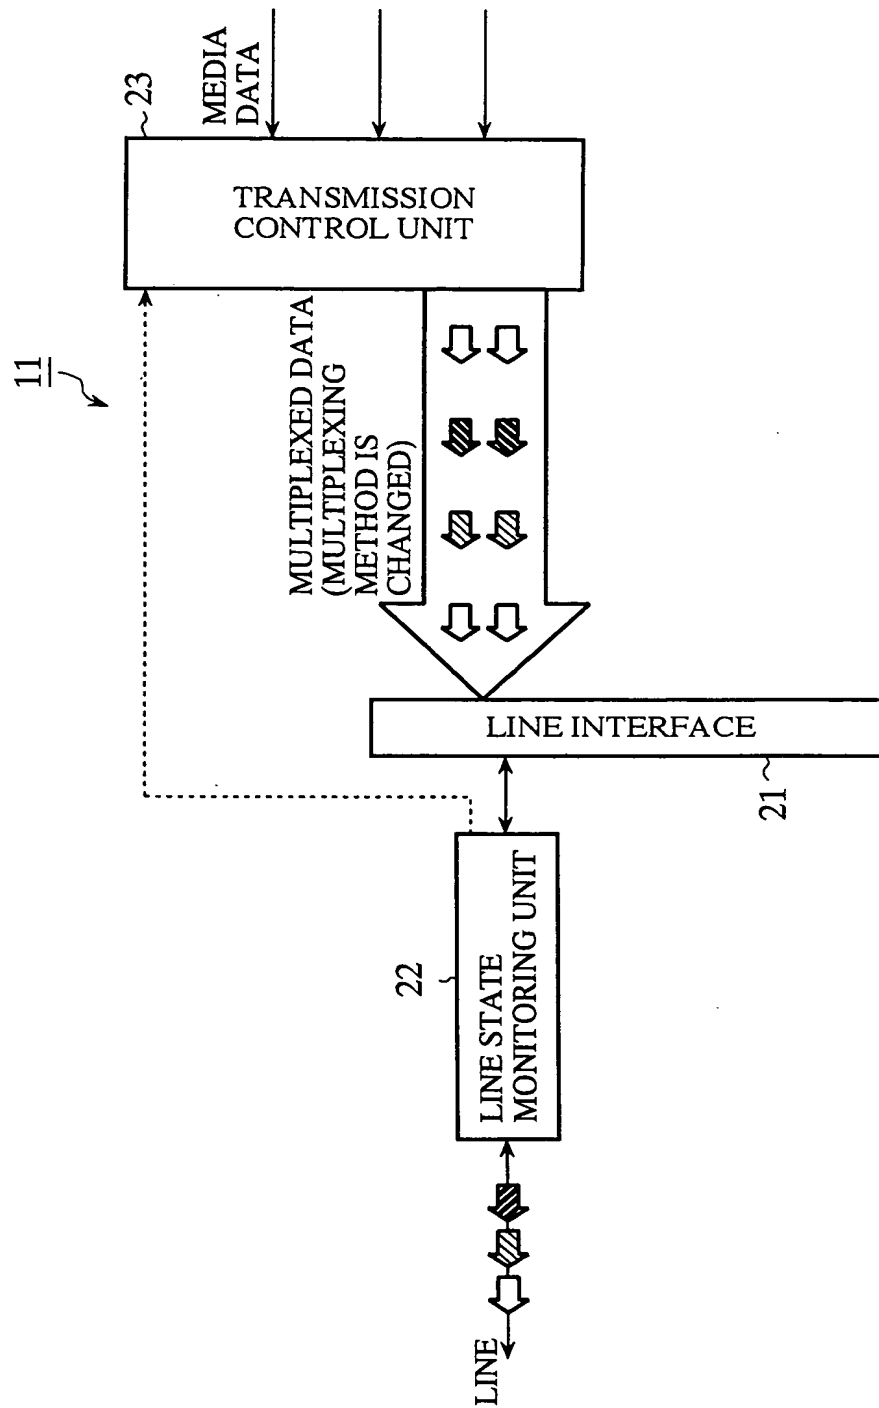 11
23
MEDIA
DATA
TRANSMISSION
CONTROL UNIT
MULTIPLEXED DATA
(MULTIPLEXING
METHOD IS
CHANGED)
LINE INTERFACE
21
22
LINE STATE
MONITORING UNIT
LINE